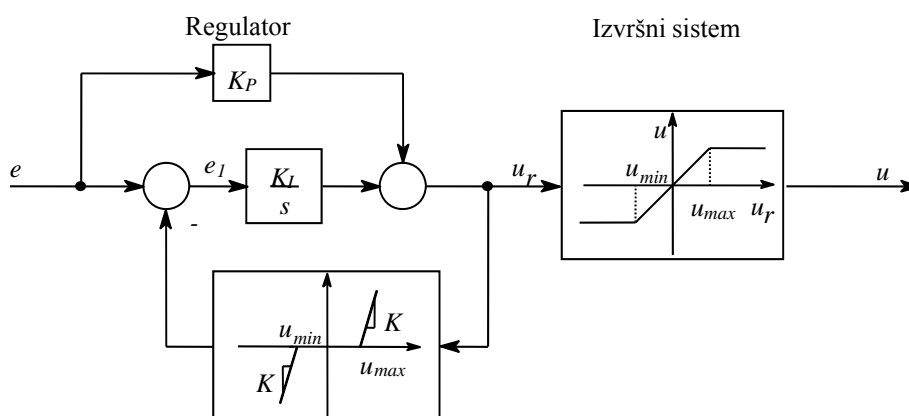 Regulator
Izvršni sistem
K_P
e
e_1
K_I
s
-
u_r
u
u_min
u_max
u_r
u
u_min
K
u_max
K